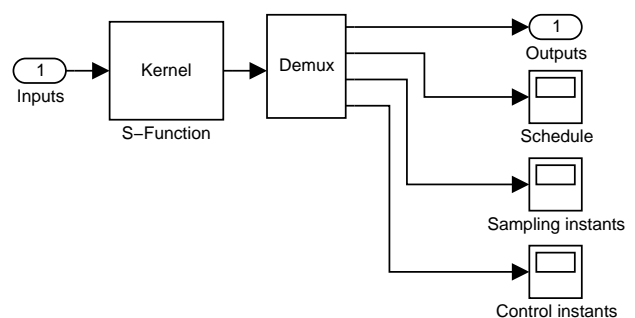 1
Inputs
Kernel
S−Function
Demux
1
Outputs
Schedule
Sampling instants
Control instants